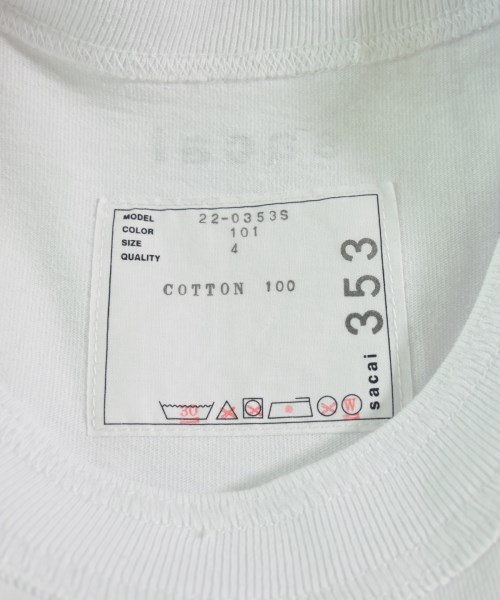 MODEL 22-0353S
COLOR 101
SIZE 4
QUALITY
COTTON 100
353
sacai
30
W